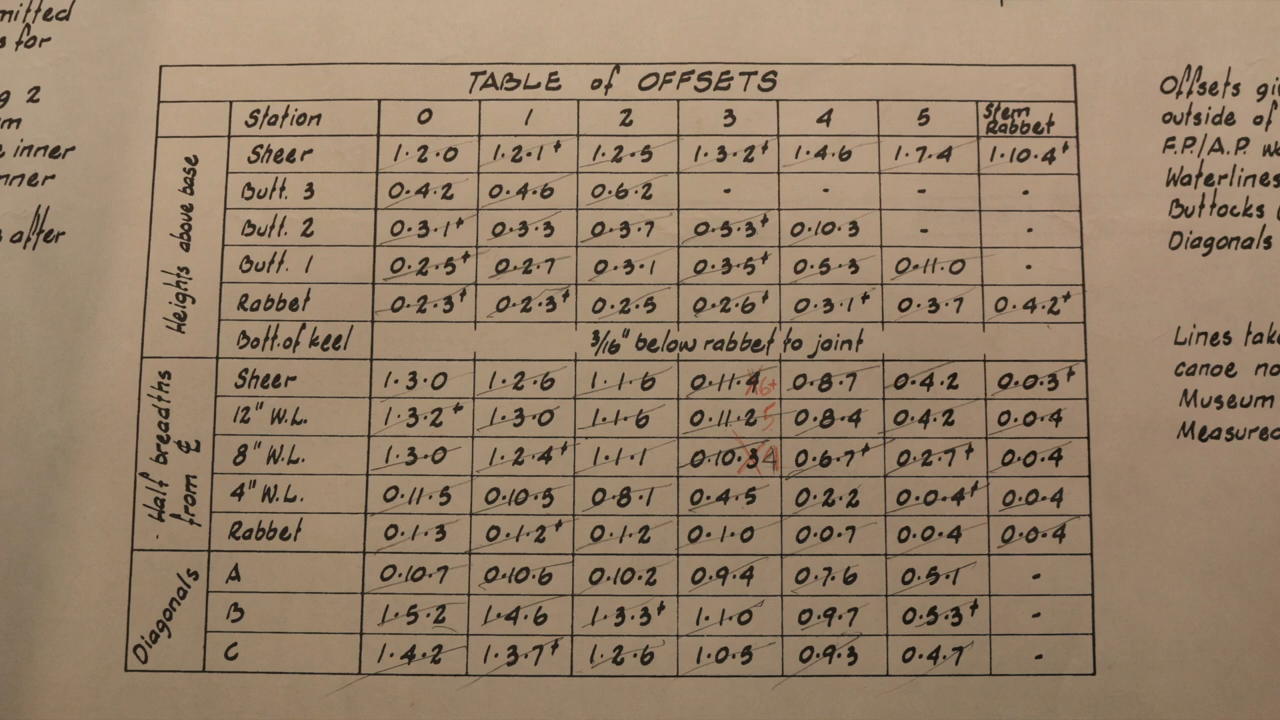 mitted
s for
g 2
m
e inner
nner
s after
TABLE of OFFSETS
Station 0 1 2 3 4 5 Stem Rabbet
Heights above base
Sheer 1·2·0 1·2·1+ 1·2·5 1·3·2+ 1·4·6 1·7·4 1·10·4+
Butt. 3 0·4·2 0·4·6 0·6·2 - - - -
Butt. 2 0·3·1+ 0·3·3 0·3·7 0·5·3+ 0·10·3 - -
Butt. 1 0·2·5+ 0·2·7 0·3·1 0·3·5+ 0·5·3 0·11·0 -
Rabbet 0·2·3+ 0·2·3+ 0·2·5 0·2·6+ 0·3·1+ 0·3·7 0·4·2+
Bott. of keel 3/16" below rabbet to joint
Half breadths from ℄
Sheer 1·3·0 1·2·6 1·1·6 0·11·4 6+ 0·8·7 0·4·2 0·0·3+
12" W.L. 1·3·2+ 1·3·0 1·1·6 0·11·2 5 0·8·4 0·4·2 0·0·4
8" W.L. 1·3·0 1·2·4+ 1·1·1 0·10·3 4 0·6·7+ 0·2·7+ 0·0·4
4" W.L. 0·11·5 0·10·5 0·8·1 0·4·5 0·2·2 0·0·4+ 0·0·4
Rabbet 0·1·3 0·1·2+ 0·1·2 0·1·0 0·0·7 0·0·4 0·0·4
Diagonals
A 0·10·7 0·10·6 0·10·2 0·9·4 0·7·6 0·5·1 -
B 1·5·2 1·4·6 1·3·3+ 1·1·0 0·9·7 0·5·3+ -
C 1·4·2 1·3·7+ 1·2·6 1·0·5 0·9·3 0·4·7 -
Offsets gi
outside of
F.P./A.P. w
Waterlines
Buttocks
Diagonals
Lines take
canoe no
Museum
Measured